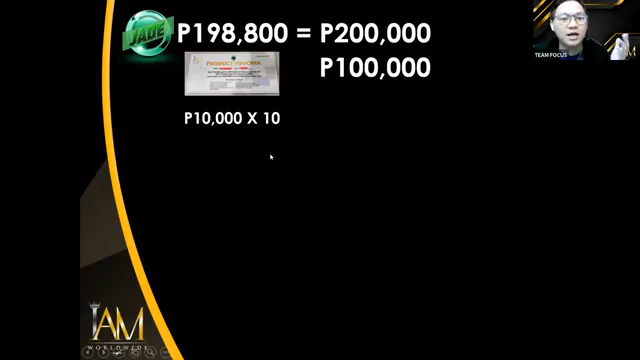 JADE
P198,800 = P200,000
PRODUCT VOUCHER
P100,000
P10,000 X 10
TEAM FOCUS
IAM
WORLDWIDE